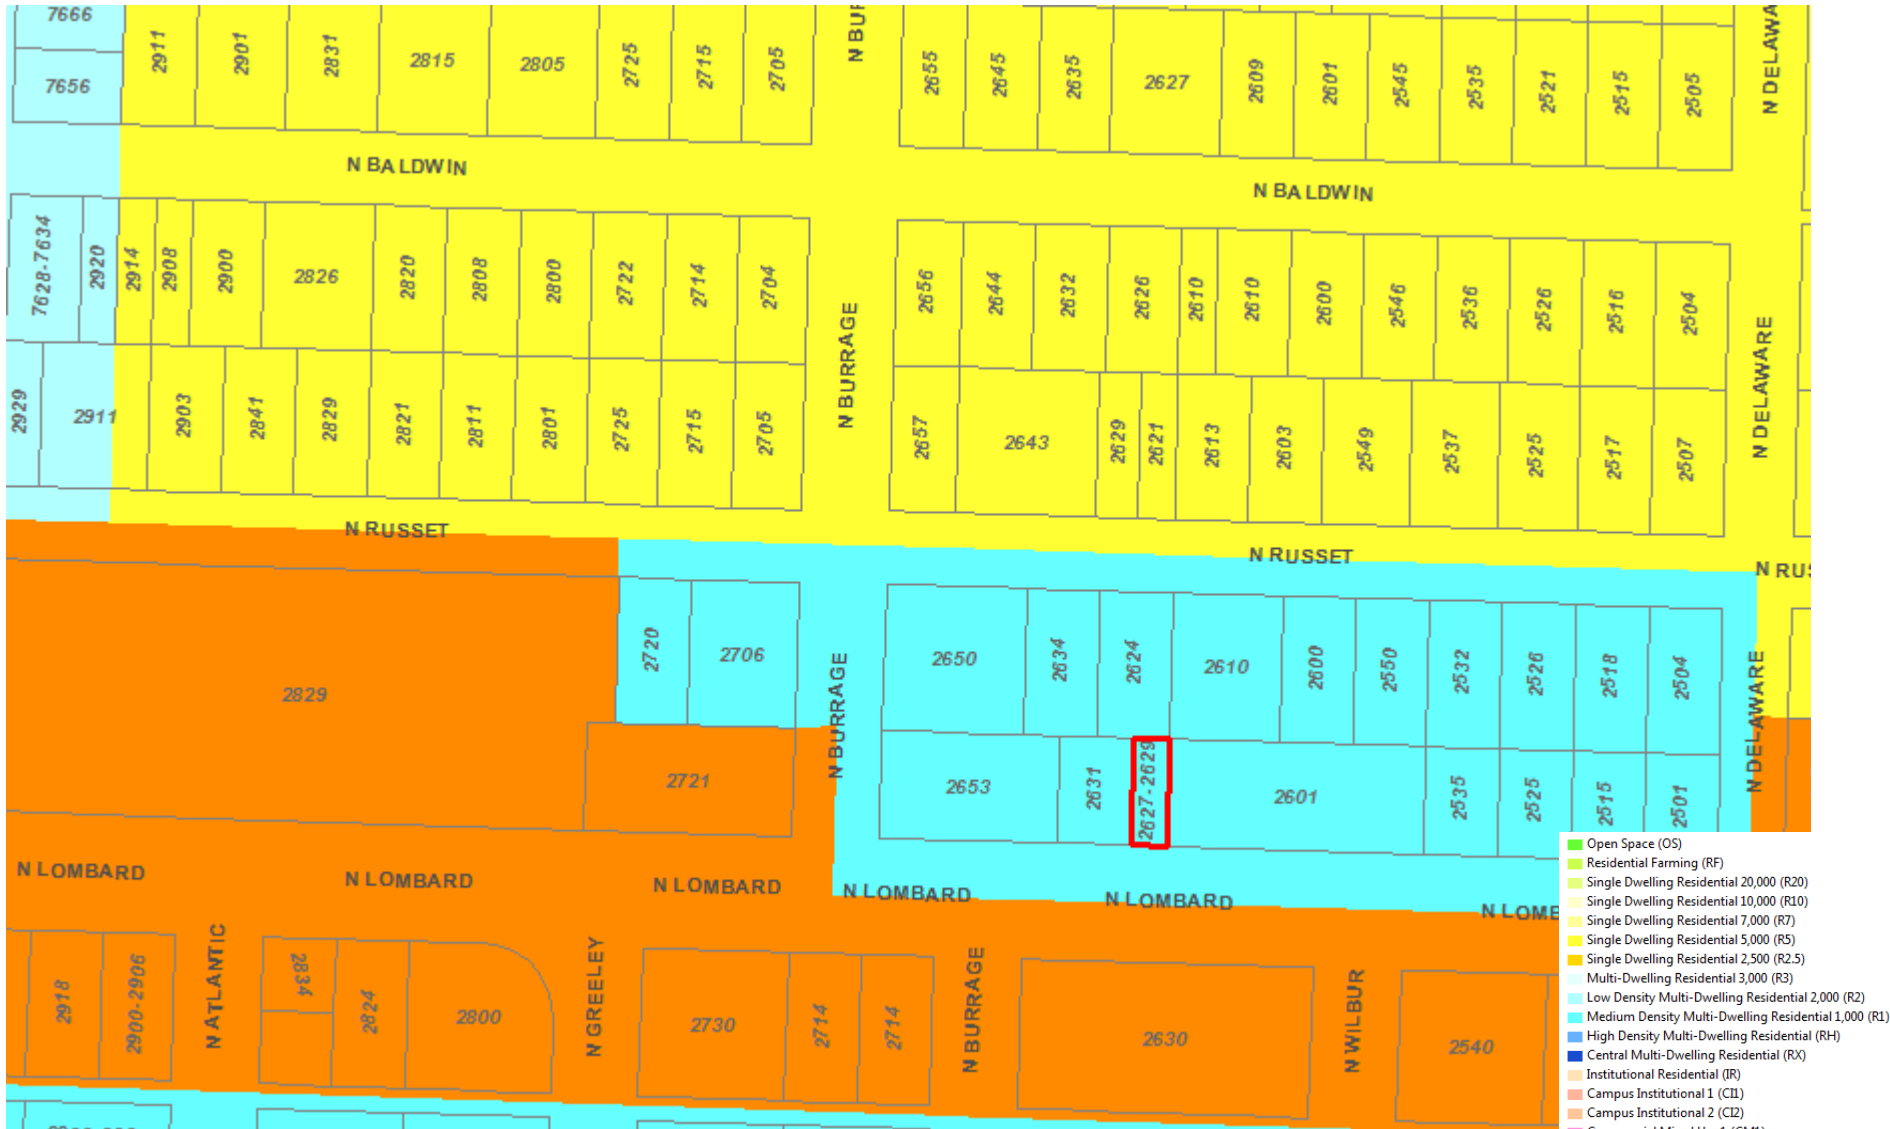 7666
2911
2901
2831
2815
2805
2725
2715
2705
N BUR
2655
2645
2635
2627
2609
2601
2545
2535
2521
2515
2505
N DELAWA
7656
N BALDWIN
N BALDWIN
7628-7634
2920
2914
2908
2900
2826
2820
2808
2800
2722
2714
2704
2656
2644
2632
2626
2610
2610
2600
2546
2536
2526
2516
2504
N BURRAGE
N DELAWARE
2929
2911
2903
2841
2829
2821
2811
2801
2725
2715
2705
2657
2643
2629
2621
2613
2603
2549
2537
2525
2517
2507
N RUSSET
N RUSSET
N RUS
2829
2720
2706
N BURRAGE
2650
2634
2624
2610
2600
2550
2532
2526
2518
2504
N DELAWARE
2721
2653
2631
2627-2629
2601
2535
2525
2515
2501
N LOMBARD
N LOMBARD
N LOMBARD
N LOMBARD
N LOMBARD
N LOMB
2918
2900-2906
N ATLANTIC
2834
2824
2800
N GREELEY
2730
2714
2714
N BURRAGE
2630
N WILBUR
2540
Open Space (OS)
Residential Farming (RF)
Single Dwelling Residential 20,000 (R20)
Single Dwelling Residential 10,000 (R10)
Single Dwelling Residential 7,000 (R7)
Single Dwelling Residential 5,000 (R5)
Single Dwelling Residential 2,500 (R2.5)
Multi-Dwelling Residential 3,000 (R3)
Low Density Multi-Dwelling Residential 2,000 (R2)
Medium Density Multi-Dwelling Residential 1,000 (R1)
High Density Multi-Dwelling Residential (RH)
Central Multi-Dwelling Residential (RX)
Institutional Residential (IR)
Campus Institutional 1 (CI1)
Campus Institutional 2 (CI2)